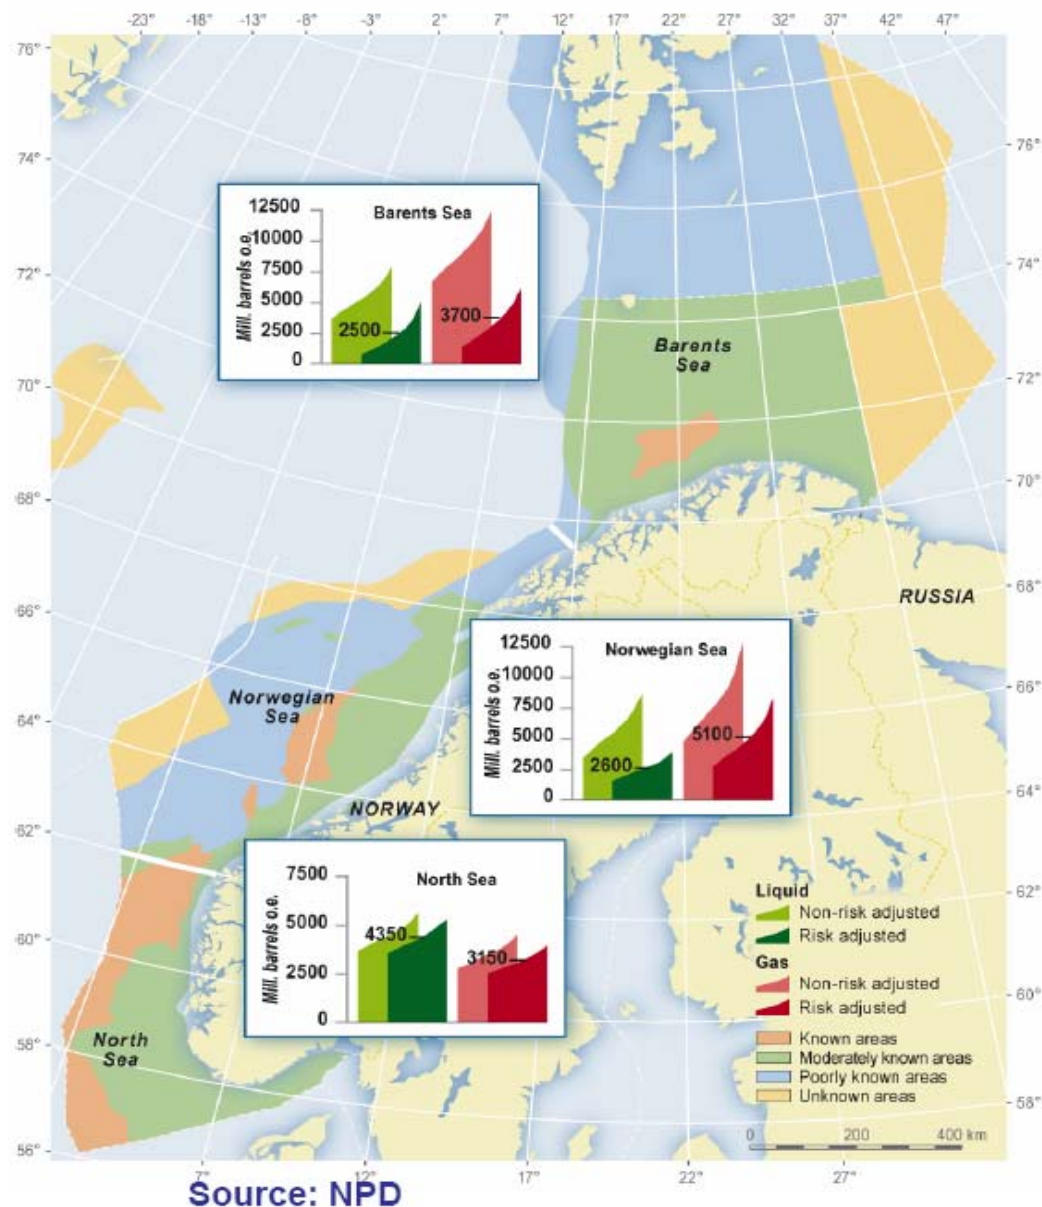 -23° -18° -13° -8° -3° 2° 7° 12° 17° 22° 27° 32° 37° 42° 47°
76°
74°
72°
70°
68°
66°
64°
62°
60°
58°
56°
76°
74°
72°
70°
68°
66°
64°
62°
60°
58°
7° 12° 17° 22° 27°
Barents Sea
Mill. barrels o.e.
12500
10000
7500
5000
2500
0
2500
3700
Barents
Sea
RUSSIA
Norwegian Sea
Mill. barrels o.e.
12500
10000
7500
5000
2500
0
2600
5100
Norwegian
Sea
NORWAY
North Sea
Mill. barrels o.e.
7500
5000
2500
0
4350
3150
North
Sea
Liquid
Non-risk adjusted
Risk adjusted
Gas
Non-risk adjusted
Risk adjusted
Known areas
Moderately known areas
Poorly known areas
Unknown areas
0 200 400 km
Source: NPD